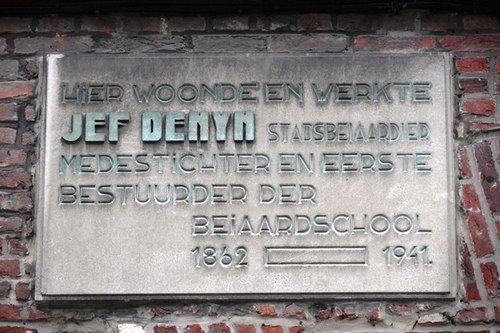 HIER WOONDE EN WERKTE
JEF DENYN STADSBEIAARDIER
MEDESTICHTER EN EERSTE
BESTUURDER DER
BEIAARDSCHOOL
1862 1941.